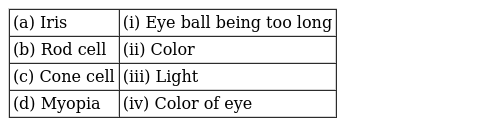 (a) Iris (i) Eye ball being too long
(b) Rod cell (ii) Color
(c) Cone cell (iii) Light
(d) Myopia (iv) Color of eye